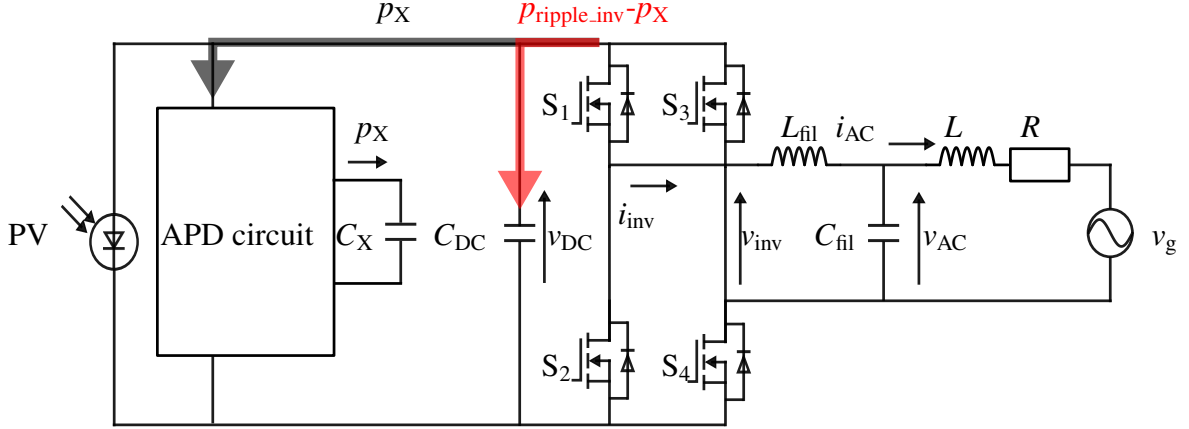 pX
pripple_inv-pX
S1
S3
Lfil
iAC
L
R
pX
PV
APD circuit
CX
CDC
vDC
iinv
vinv
Cfil
vAC
vg
S2
S4